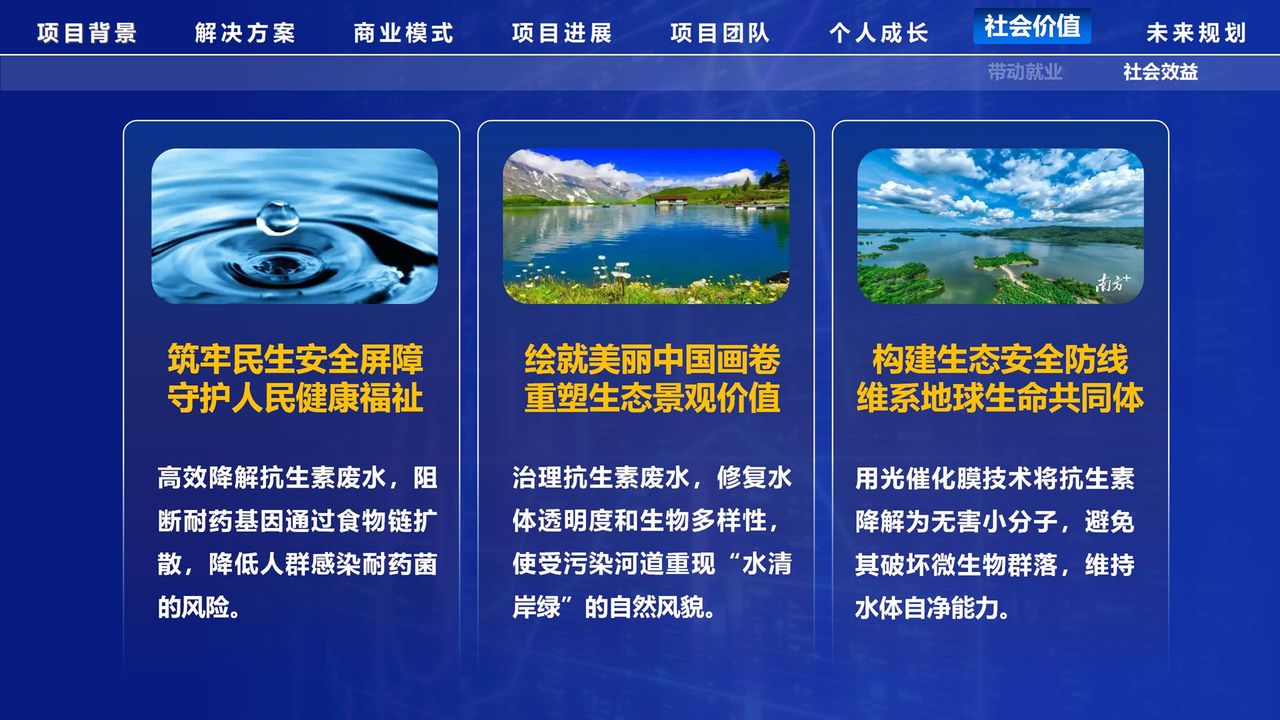 项目背景 解决方案 商业模式 项目进展 项目团队 个人成长 社会价值 未来规划
带动就业 社会效益
南方+
筑牢民生安全屏障
守护人民健康福祉
高效降解抗生素废水，阻
断耐药基因通过食物链扩
散，降低人群感染耐药菌
的风险。
绘就美丽中国画卷
重塑生态景观价值
治理抗生素废水，修复水
体透明度和生物多样性，
使受污染河道重现“水清
岸绿”的自然风貌。
构建生态安全防线
维系地球生命共同体
用光催化膜技术将抗生素
降解为无害小分子，避免
其破坏微生物群落，维持
水体自净能力。